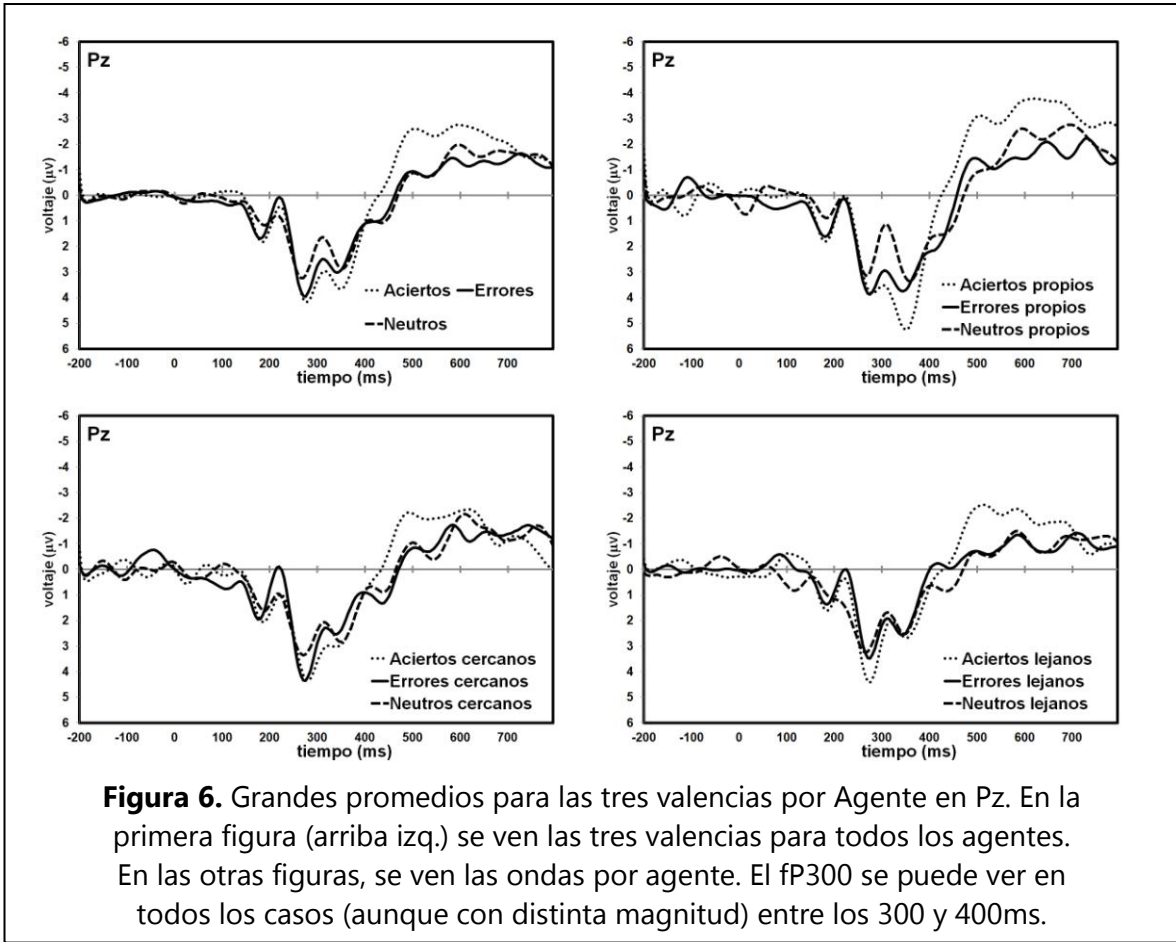 -6
-5
-4
-3
-2
-1
0
1
2
3
4
5
6
voltaje (µv)
Pz
Aciertos Errores
Neutros
-200 -100 0 100 200 300 400 500 600 700
tiempo (ms)
-6
-5
-4
-3
-2
-1
0
1
2
3
4
5
6
voltaje (µv)
Pz
Aciertos propios
Errores propios
Neutros propios
-200 -100 0 100 200 300 400 500 600 700
tiempo (ms)
-6
-5
-4
-3
-2
-1
0
1
2
3
4
5
6
voltaje (µv)
Pz
Aciertos cercanos
Errores cercanos
Neutros cercanos
-200 -100 0 100 200 300 400 500 600 700
tiempo (ms)
-6
-5
-4
-3
-2
-1
0
1
2
3
4
5
6
voltaje (µv)
Pz
Aciertos lejanos
Errores lejanos
Neutros lejanos
-200 -100 0 100 200 300 400 500 600 700
tiempo (ms)
Figura 6. Grandes promedios para las tres valencias por Agente en Pz. En la
primera figura (arriba izq.) se ven las tres valencias para todos los agentes.
En las otras figuras, se ven las ondas por agente. El fP300 se puede ver en
todos los casos (aunque con distinta magnitud) entre los 300 y 400ms.